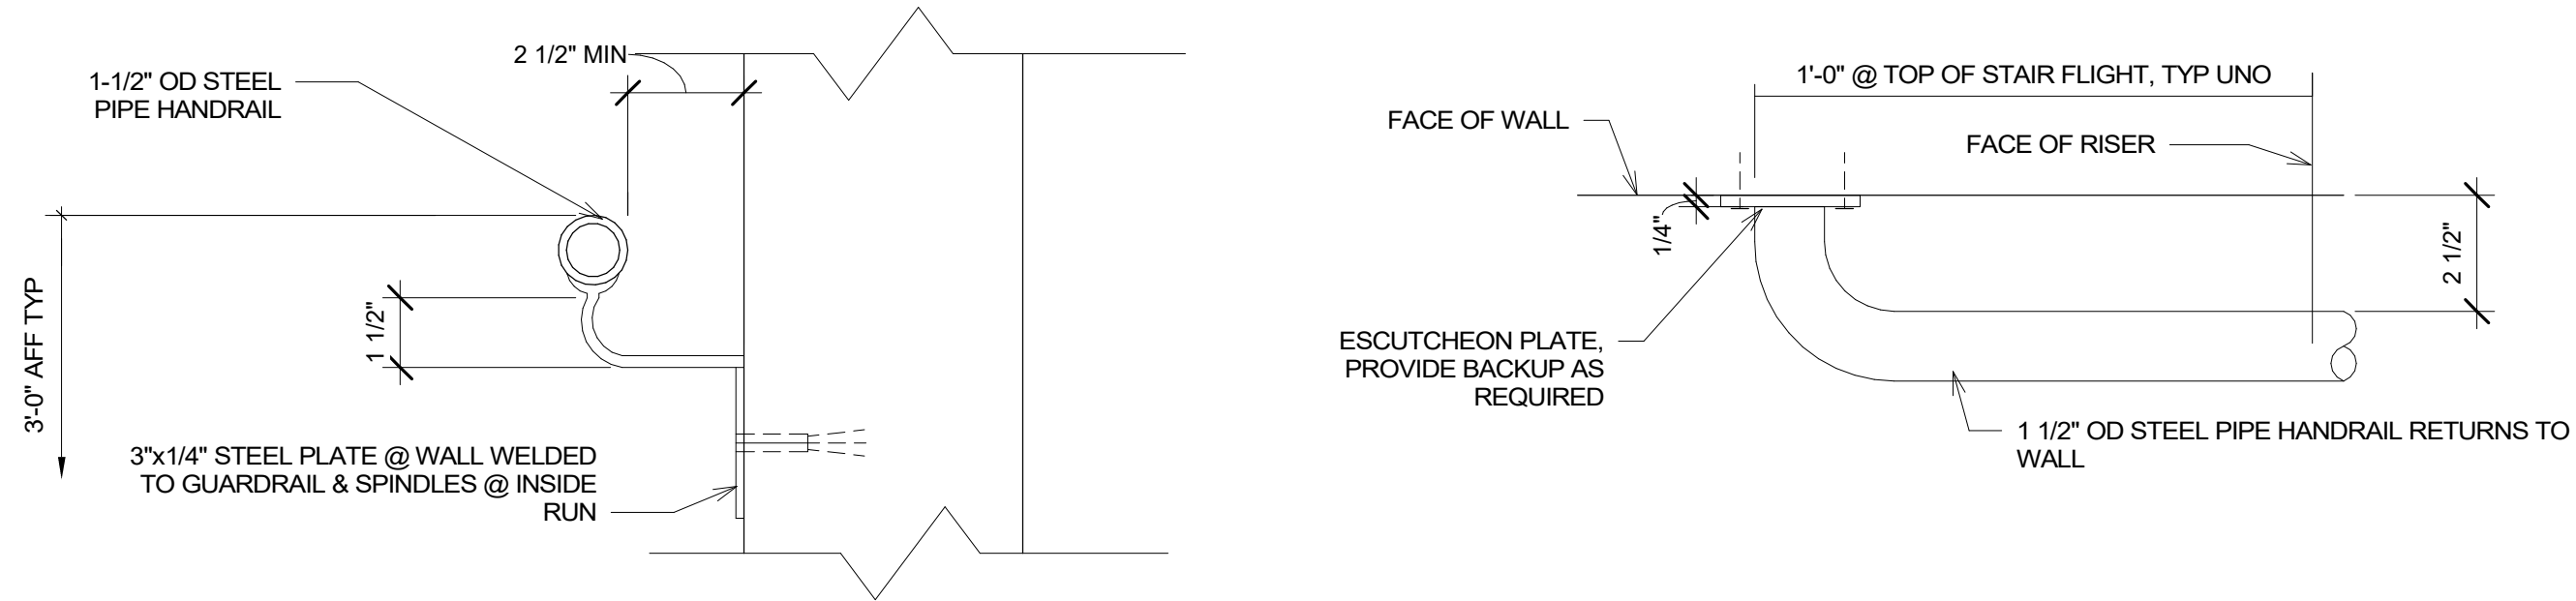 2 1/2" MIN
1-1/2" OD STEEL
PIPE HANDRAIL
3'-0" AFF TYP
1 1/2"
3"x1/4" STEEL PLATE @ WALL WELDED
TO GUARDRAIL & SPINDLES @ INSIDE
RUN
1'-0" @ TOP OF STAIR FLIGHT, TYP UNO
FACE OF WALL
FACE OF RISER
1/4"
2 1/2"
ESCUTCHEON PLATE,
PROVIDE BACKUP AS
REQUIRED
1 1/2" OD STEEL PIPE HANDRAIL RETURNS TO
WALL